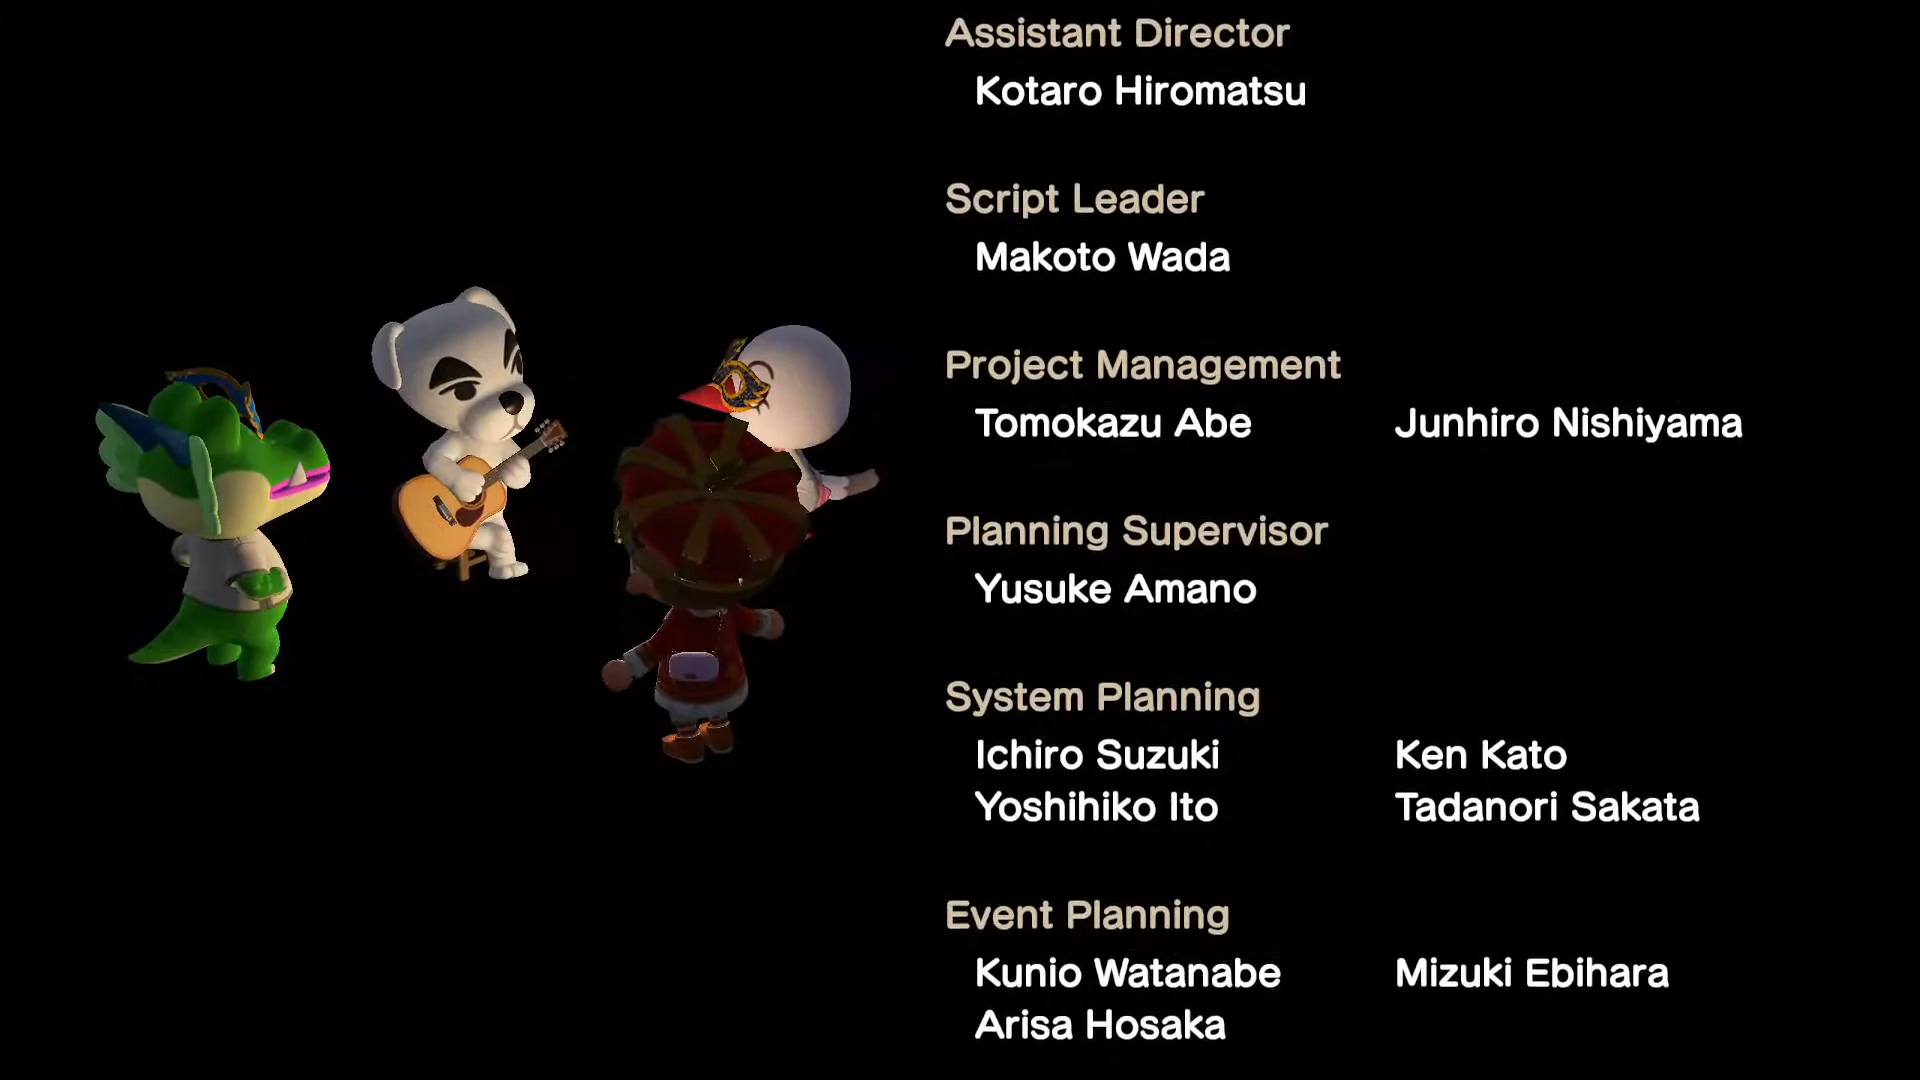 Assistant Director
Kotaro Hiromatsu
Script Leader
Makoto Wada
Project Management
Tomokazu Abe Junhiro Nishiyama
Planning Supervisor
Yusuke Amano
System Planning
Ichiro Suzuki Ken Kato
Yoshihiko Ito Tadanori Sakata
Event Planning
Kunio Watanabe Mizuki Ebihara
Arisa Hosaka